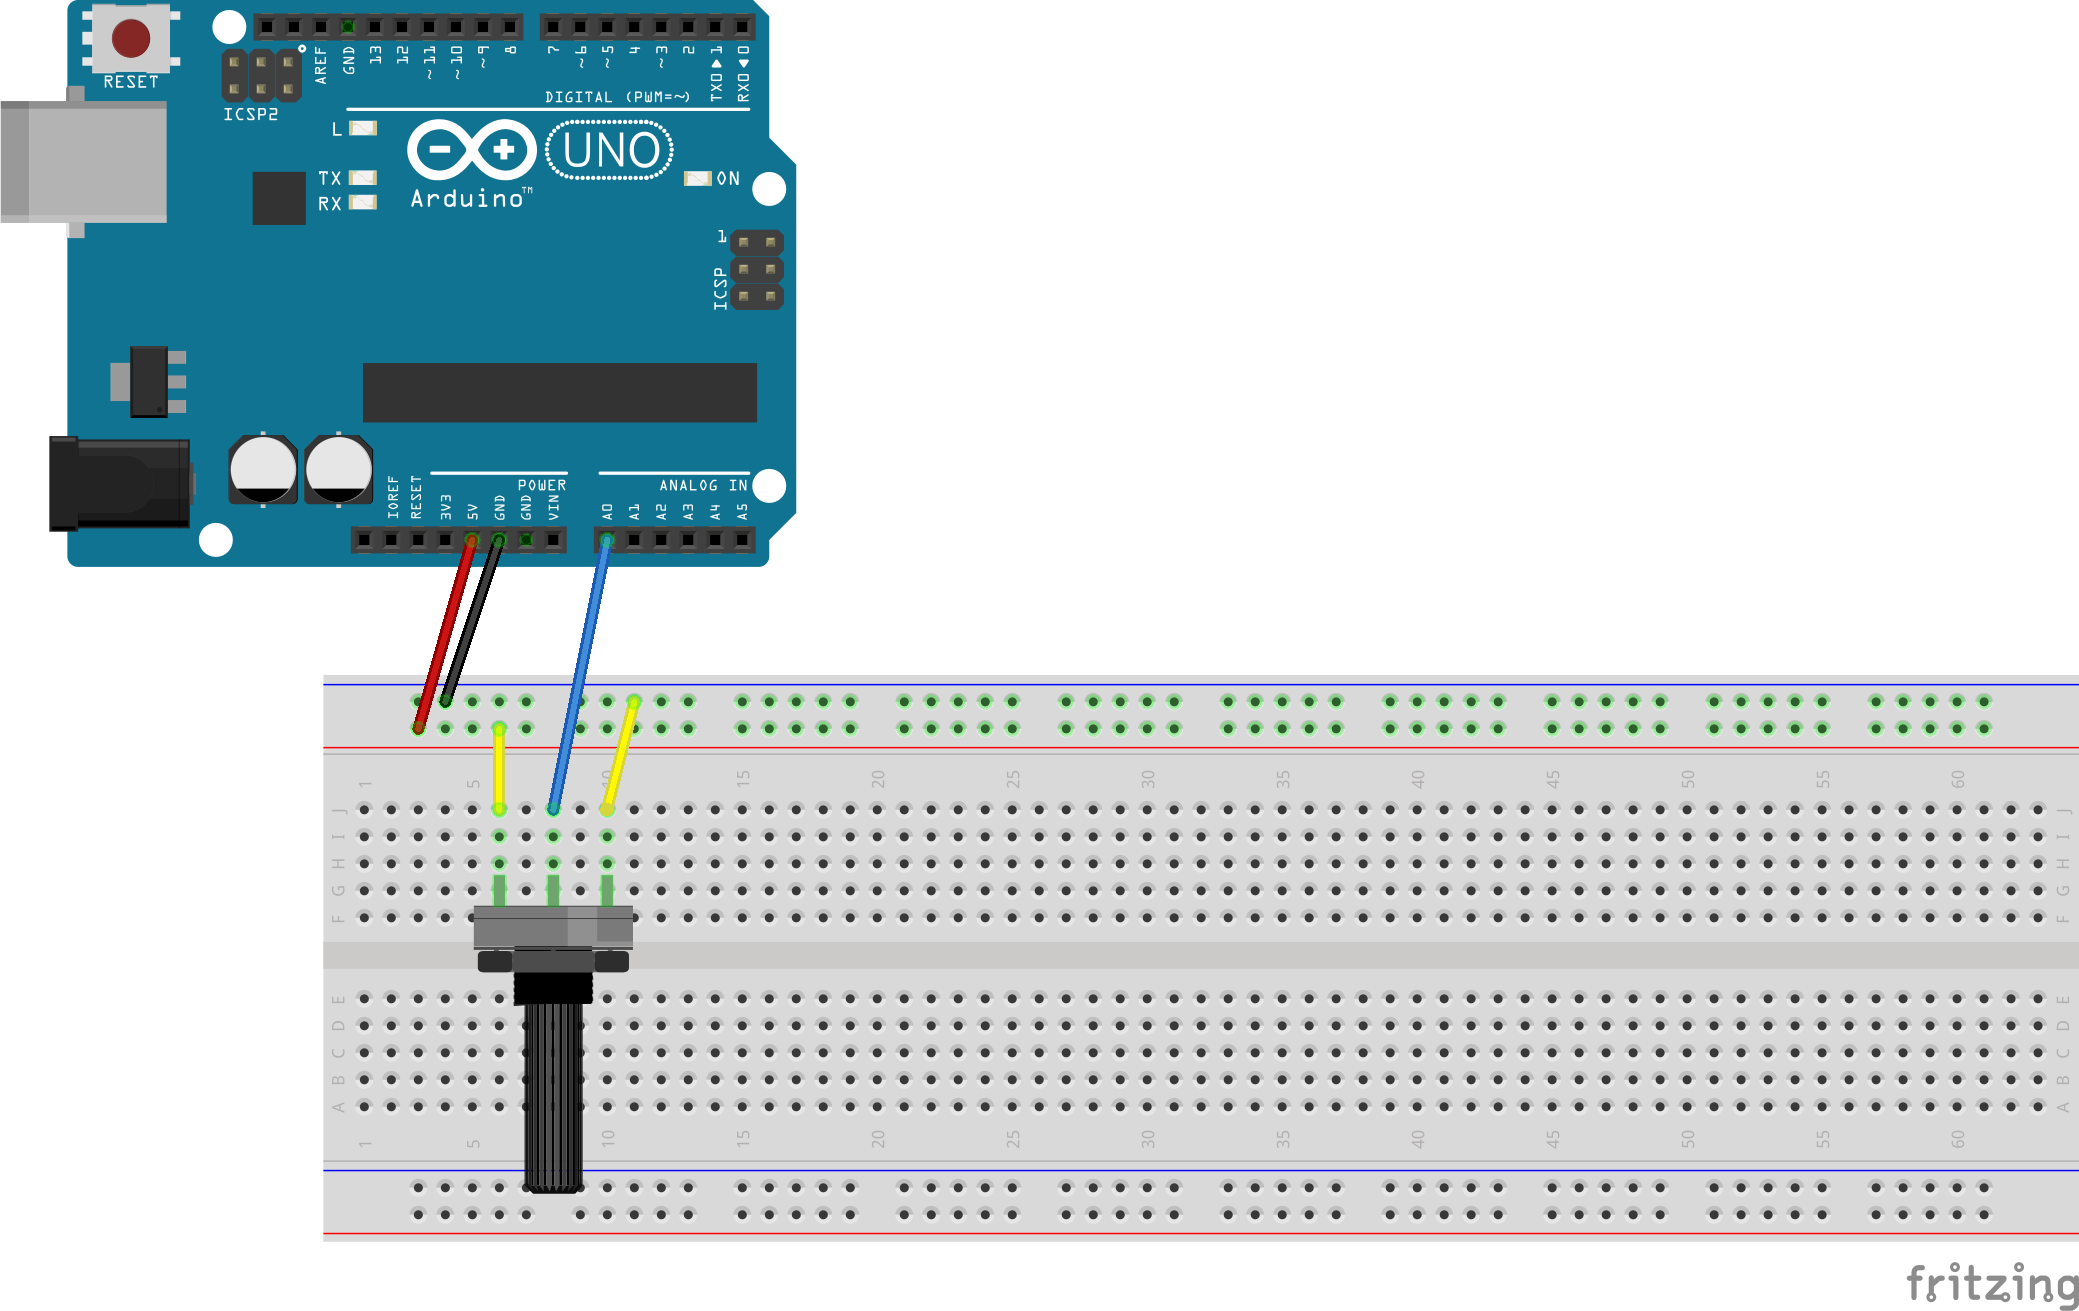 RESET
ICSP2
AREF
GND
13
12
~11
~10
~9
8
7
~6
~5
4
~3
2
TX0▶1
RX0◀0
DIGITAL (PWM=~)
L
TX
RX
Arduino™
UNO
ON
1
ICSP
IOREF
RESET
3V3
5V
GND
GND
VIN
POWER
A0
A1
A2
A3
A4
A5
ANALOG IN
1 5 10 15 20 25 30 35 40 45 50 55 60
J J
I I
H H
G G
F F
E E
D D
C C
B B
A A
1 5 10 15 20 25 30 35 40 45 50 55 60
fritzing